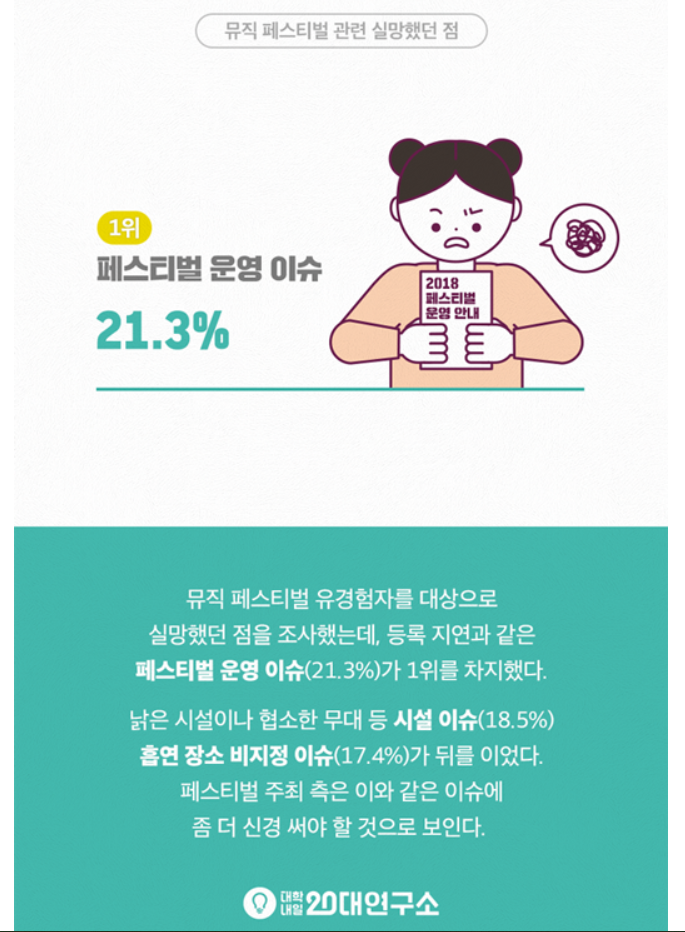 뮤직 페스티벌 관련 실망했던 점
1위
페스티벌 운영 이슈
21.3%
2018
페스티벌
운영 안내
뮤직 페스티벌 유경험자를 대상으로
실망했던 점을 조사했는데, 등록 지연과 같은
페스티벌 운영 이슈(21.3%)가 1위를 차지했다.
낡은 시설이나 협소한 무대 등 시설 이슈(18.5%)
흡연 장소 비지정 이슈(17.4%)가 뒤를 이었다.
페스티벌 주최 측은 이와 같은 이슈에
좀 더 신경 써야 할 것으로 보인다.
대학내일 20대연구소